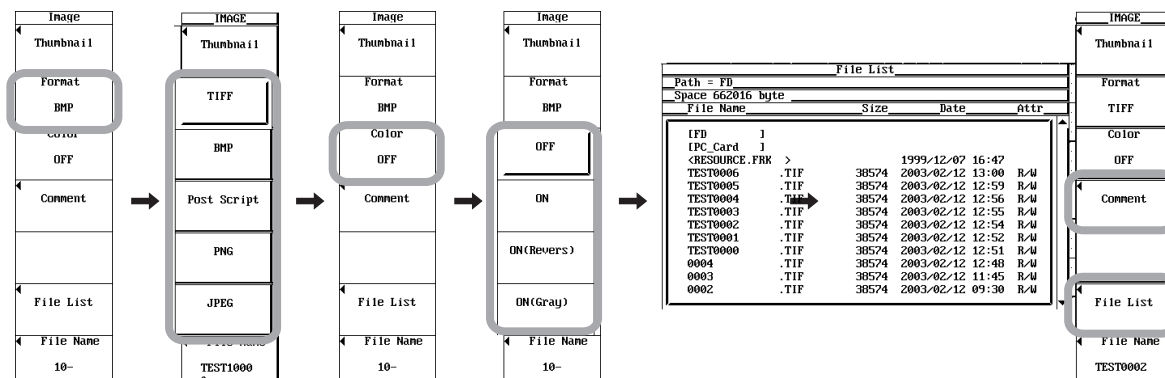 Image
Thumbnail
Format
BMP
Color
OFF
Comment
File List
File Name
10-
IMAGE
Thumbnail
TIFF
BMP
Post Script
PNG
JPEG
File Name
TEST1000
Image
Thumbnail
Format
BMP
Color
OFF
Comment
File List
File Name
10-
Image
Thumbnail
Format
BMP
OFF
ON
ON(Revers)
ON(Gray)
File Name
10-
File List
Path = FD
Space 662016 byte
File Name Size Date Attr
[FD ]
[PC_Card ]
<RESOURCE.FRK > 1999/12/07 16:47
TEST0006 .TIF 38574 2003/02/12 13:00 R/W
TEST0005 .TIF 38574 2003/02/12 12:59 R/W
TEST0004 .TIF 38574 2003/02/12 12:56 R/W
TEST0003 .TIF 38574 2003/02/12 12:55 R/W
TEST0002 .TIF 38574 2003/02/12 12:54 R/W
TEST0001 .TIF 38574 2003/02/12 12:52 R/W
TEST0000 .TIF 38574 2003/02/12 12:51 R/W
0004 .TIF 38574 2003/02/12 12:48 R/W
0003 .TIF 38574 2003/02/12 11:45 R/W
0002 .TIF 38574 2003/02/12 09:30 R/W
IMAGE
Thumbnail
Format
TIFF
Color
OFF
Comment
File List
File Name
TEST0002